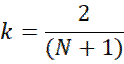 k = 2/(N + 1)